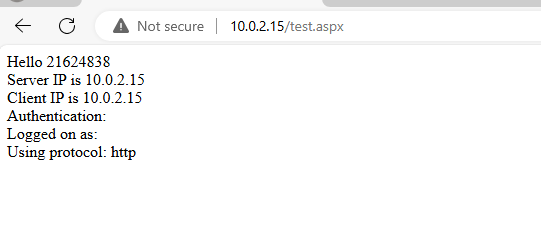 Not secure 10.0.2.15/test.aspx
Hello 21624838
Server IP is 10.0.2.15
Client IP is 10.0.2.15
Authentication:
Logged on as:
Using protocol: http